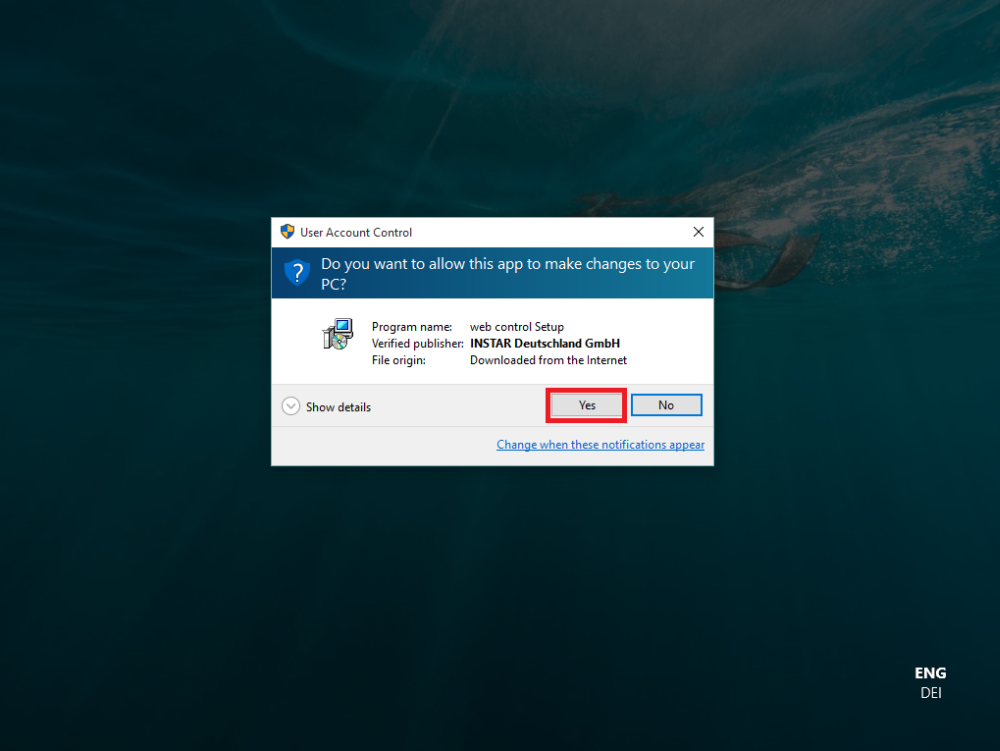 User Account Control
Do you want to allow this app to make changes to your
PC?
Program name: web control Setup
Verified publisher: INSTAR Deutschland GmbH
File origin: Downloaded from the Internet
Show details
Yes
No
Change when these notifications appear
ENG
DEI